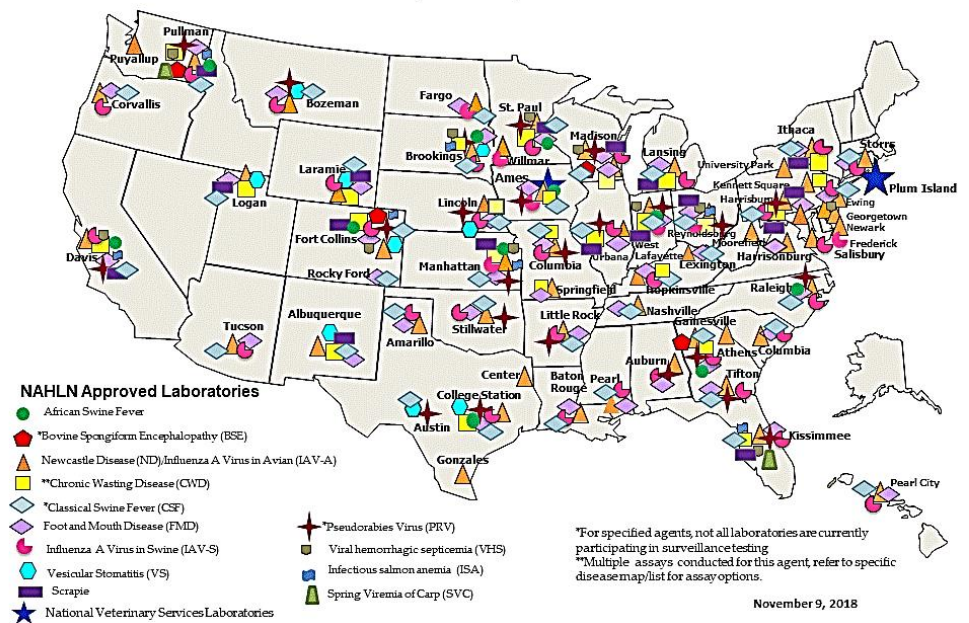 Pullman
Puyallup
Corvallis
Bozeman
Fargo
St. Paul
Brookings
Willmar
Madison
Lansing
Ithaca
Storrs
University Park
Plum Island
Kennett Square
Harrisburg
Ewing
Georgetown
Newark
Frederick
Salisbury
Laramie
Logan
Ames
Lincoln
Fort Collins
Rocky Ford
Davis
Manhattan
Columbia
Urbana
West
Lafayette
Reynoldsburg
Moorefield
Harrisonburg
Lexington
Hopkinsville
Springfield
Nashville
Raleigh
Tucson
Albuquerque
Amarillo
Stillwater
Little Rock
Gainesville
Athens
Columbia
Auburn
Tifton
Center
Baton
Rouge
Pearl
College Station
Austin
Gonzales
Kissimmee
Pearl City
NAHLN Approved Laboratories
African Swine Fever
*Bovine Spongiform Encephalopathy (BSE)
Newcastle Disease (ND)/Influenza A Virus in Avian (IAV-A)
**Chronic Wasting Disease (CWD)
*Classical Swine Fever (CSF)
Foot and Mouth Disease (FMD)
Influenza A Virus in Swine (IAV-S)
Vesicular Stomatitis (VS)
Scrapie
National Veterinary Services Laboratories
*Pseudorabies Virus (PRV)
Viral hemorrhagic septicemia (VHS)
Infectious salmon anemia (ISA)
Spring Viremia of Carp (SVC)
*For specified agents, not all laboratories are currently
participating in surveillance testing
**Multiple assays conducted for this agent, refer to specific
disease map/list for assay options.
November 9, 2018